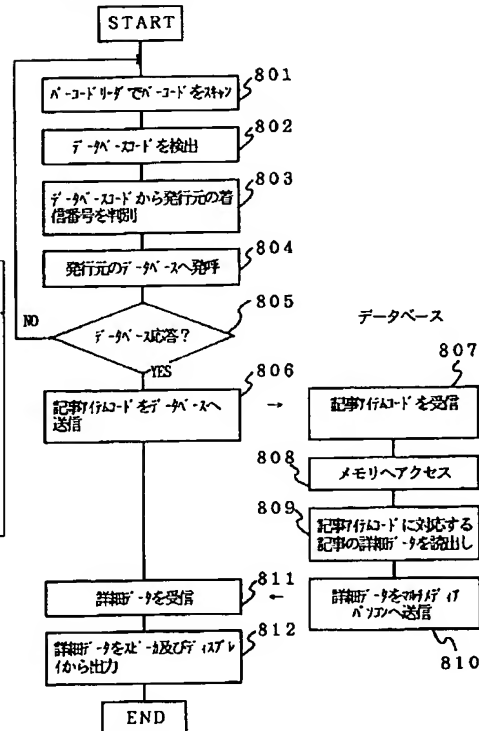 START
801
バーコードリーダでバーコードをスキャン
802
データベースコードを検出
803
データベースコードから発行元の着
信番号を判別
804
発行元のデータベースへ発呼
805
データベース応答?
NO
YES
806
記事アイテムコードをデータベースへ
送信
→
データベース
807
記事アイテムコードを受信
808
メモリへアクセス
809
記事アイテムコードに対応する
記事の詳細データを読出し
詳細データをマルチメディア
パソコンへ送信
810
←
811
詳細データを受信
812
詳細データをスピーカ及びディスプレ
イから出力
END